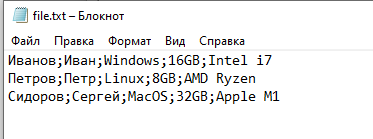 file.txt – Блокнот
Файл Правка Формат Вид Справка
Иванов;Иван;Windows;16GB;Intel i7
Петров;Петр;Linux;8GB;AMD Ryzen
Сидоров;Сергей;MacOS;32GB;Apple M1